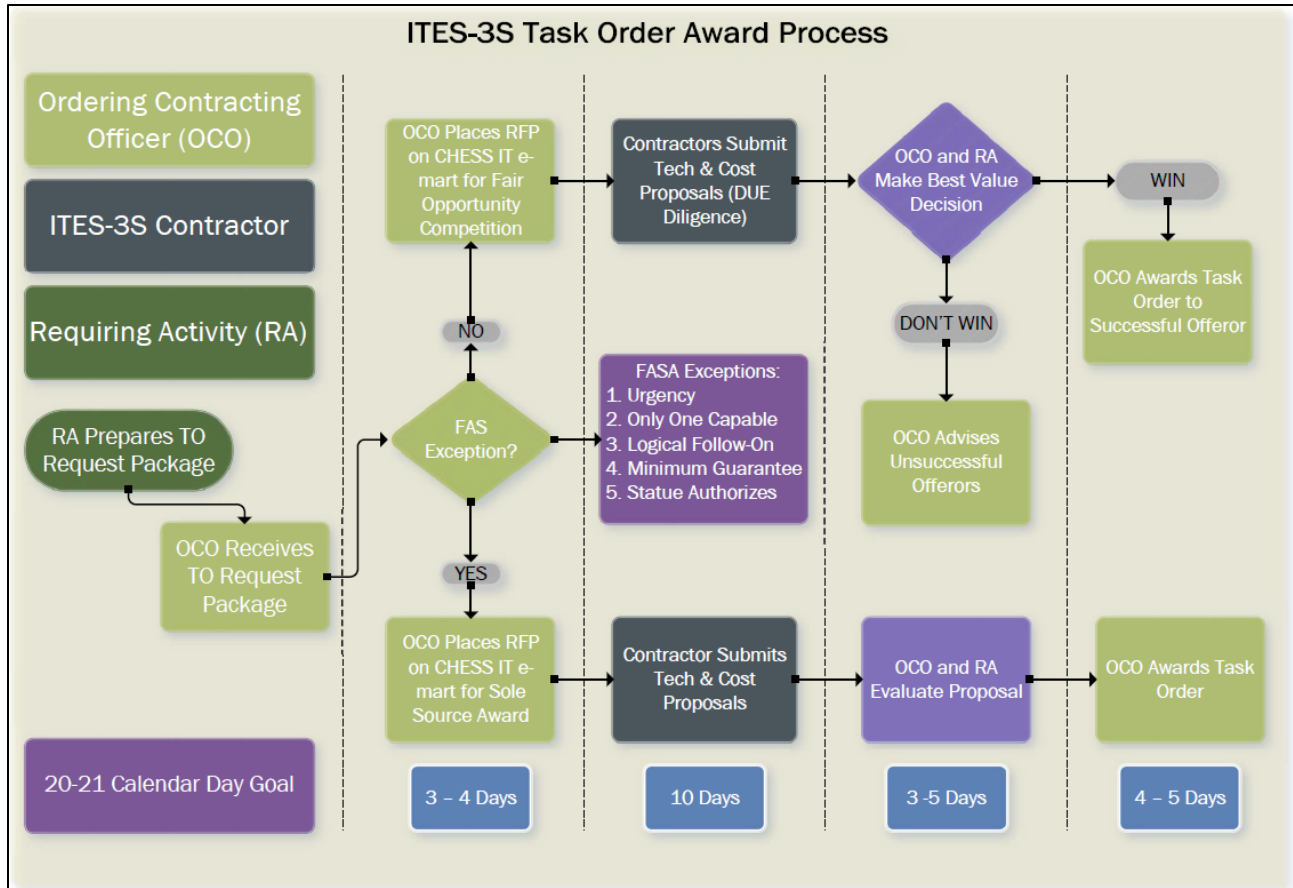 ITES-3S Task Order Award Process
Ordering Contracting
Officer (OCO)
ITES-3S Contractor
Requiring Activity (RA)
RA Prepares TO
Request Package
OCO Receives
TO Request
Package
20-21 Calendar Day Goal
OCO Places RFP
on CHESS IT e-
mart for Fair
Opportunity
Competition
NO
FAS
Exception?
YES
OCO Places RFP
on CHESS IT e-
mart for Sole
Source Award
3 – 4 Days
Contractors Submit
Tech & Cost
Proposals (DUE
Diligence)
FASA Exceptions:
1. Urgency
2. Only One Capable
3. Logical Follow-On
4. Minimum Guarantee
5. Statue Authorizes
Contractor Submits
Tech & Cost
Proposals
10 Days
OCO and RA
Make Best Value
Decision
DON'T WIN
OCO Advises
Unsuccessful
Offerors
OCO and RA
Evaluate Proposal
3 -5 Days
WIN
OCO Awards Task
Order to
Successful Offeror
OCO Awards Task
Order
4 – 5 Days